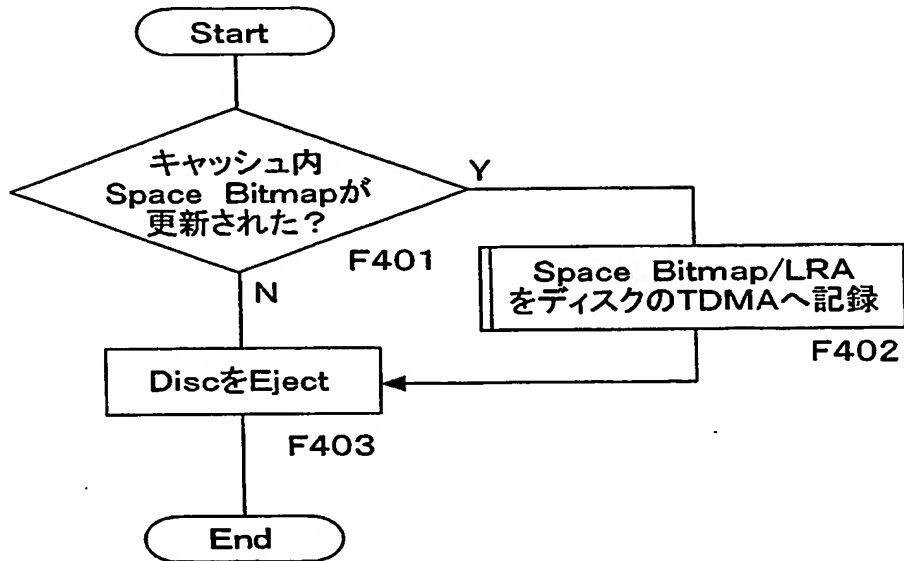 Start
キャッシュ内
Space Bitmapが
更新された？
Y
F401
N
Space Bitmap/LRA
をディスクのTDMAへ記録
F402
DiscをEject
F403
End